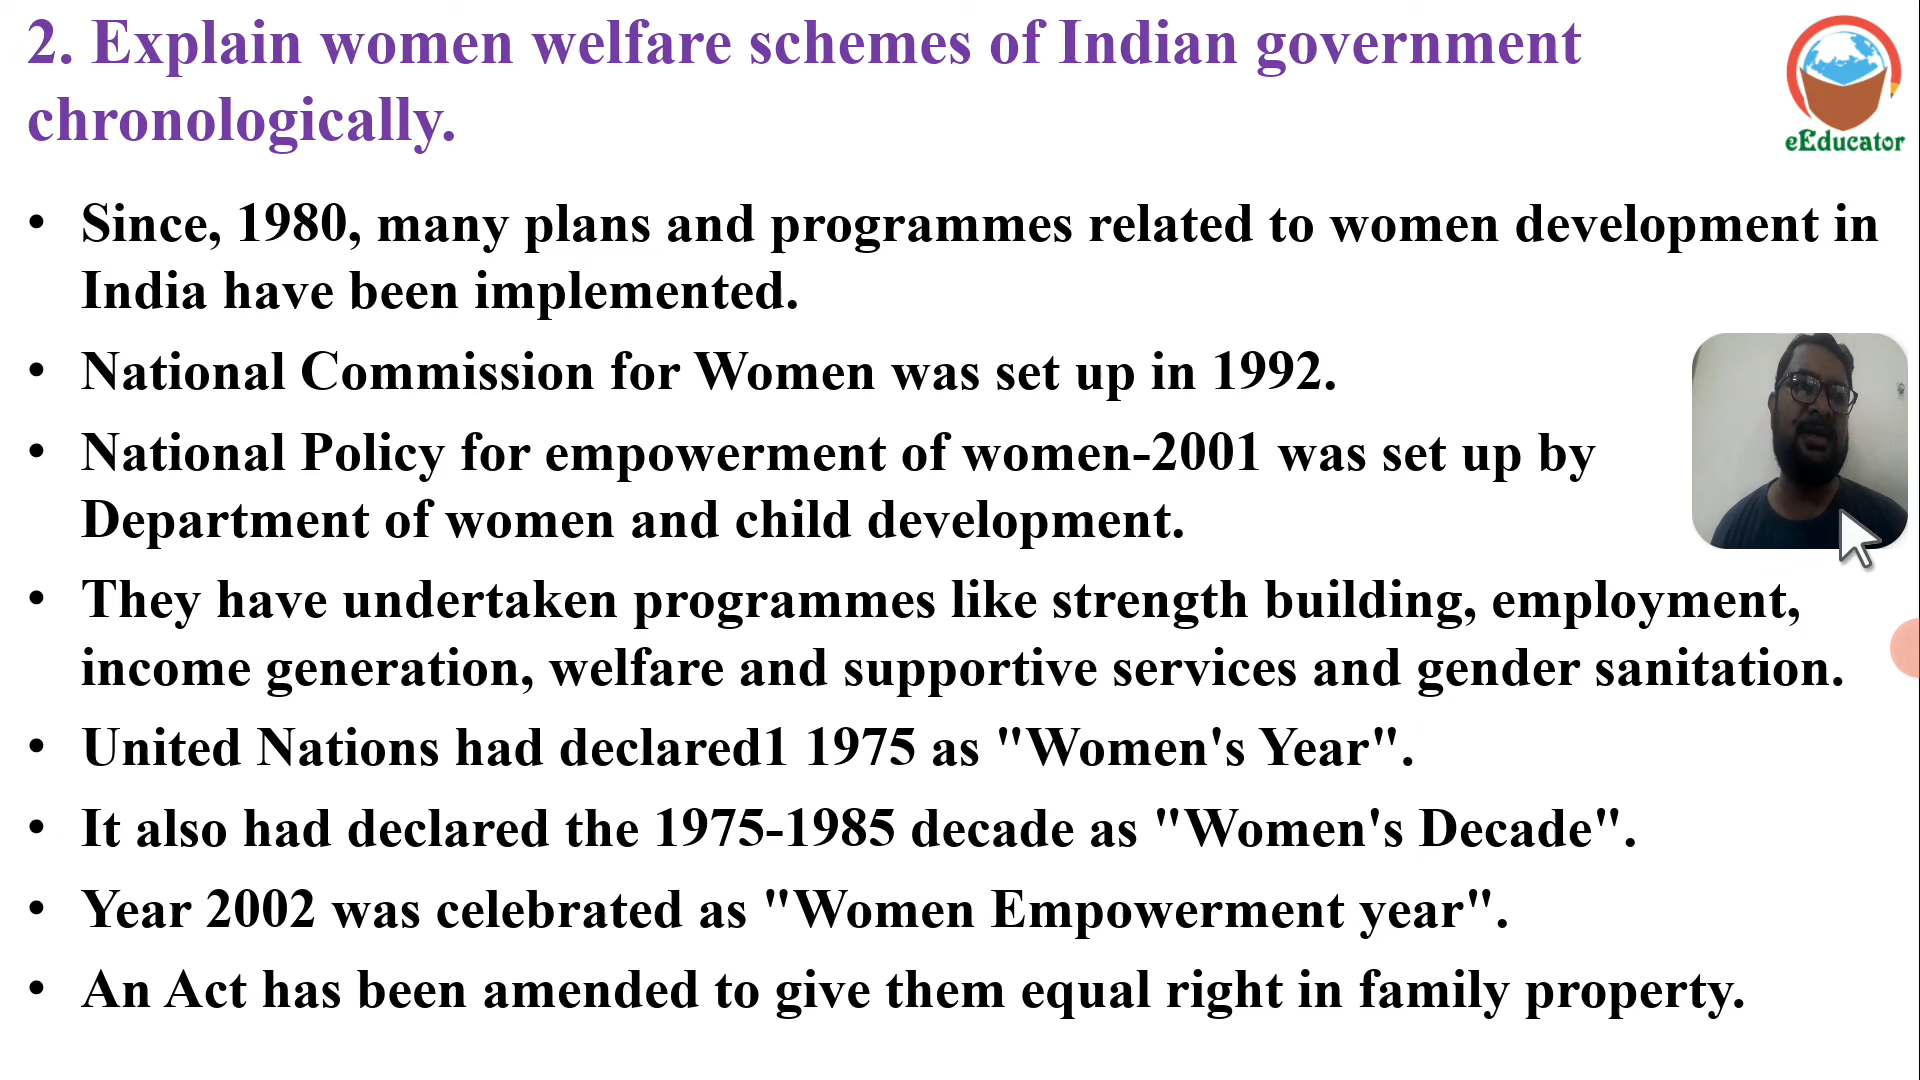 2. Explain women welfare schemes of Indian government
chronologically.
eEducator
• Since, 1980, many plans and programmes related to women development in
India have been implemented.
• National Commission for Women was set up in 1992.
• National Policy for empowerment of women-2001 was set up by
Department of women and child development.
• They have undertaken programmes like strength building, employment,
income generation, welfare and supportive services and gender sanitation.
• United Nations had declared1 1975 as "Women's Year".
• It also had declared the 1975-1985 decade as "Women's Decade".
• Year 2002 was celebrated as "Women Empowerment year".
• An Act has been amended to give them equal right in family property.